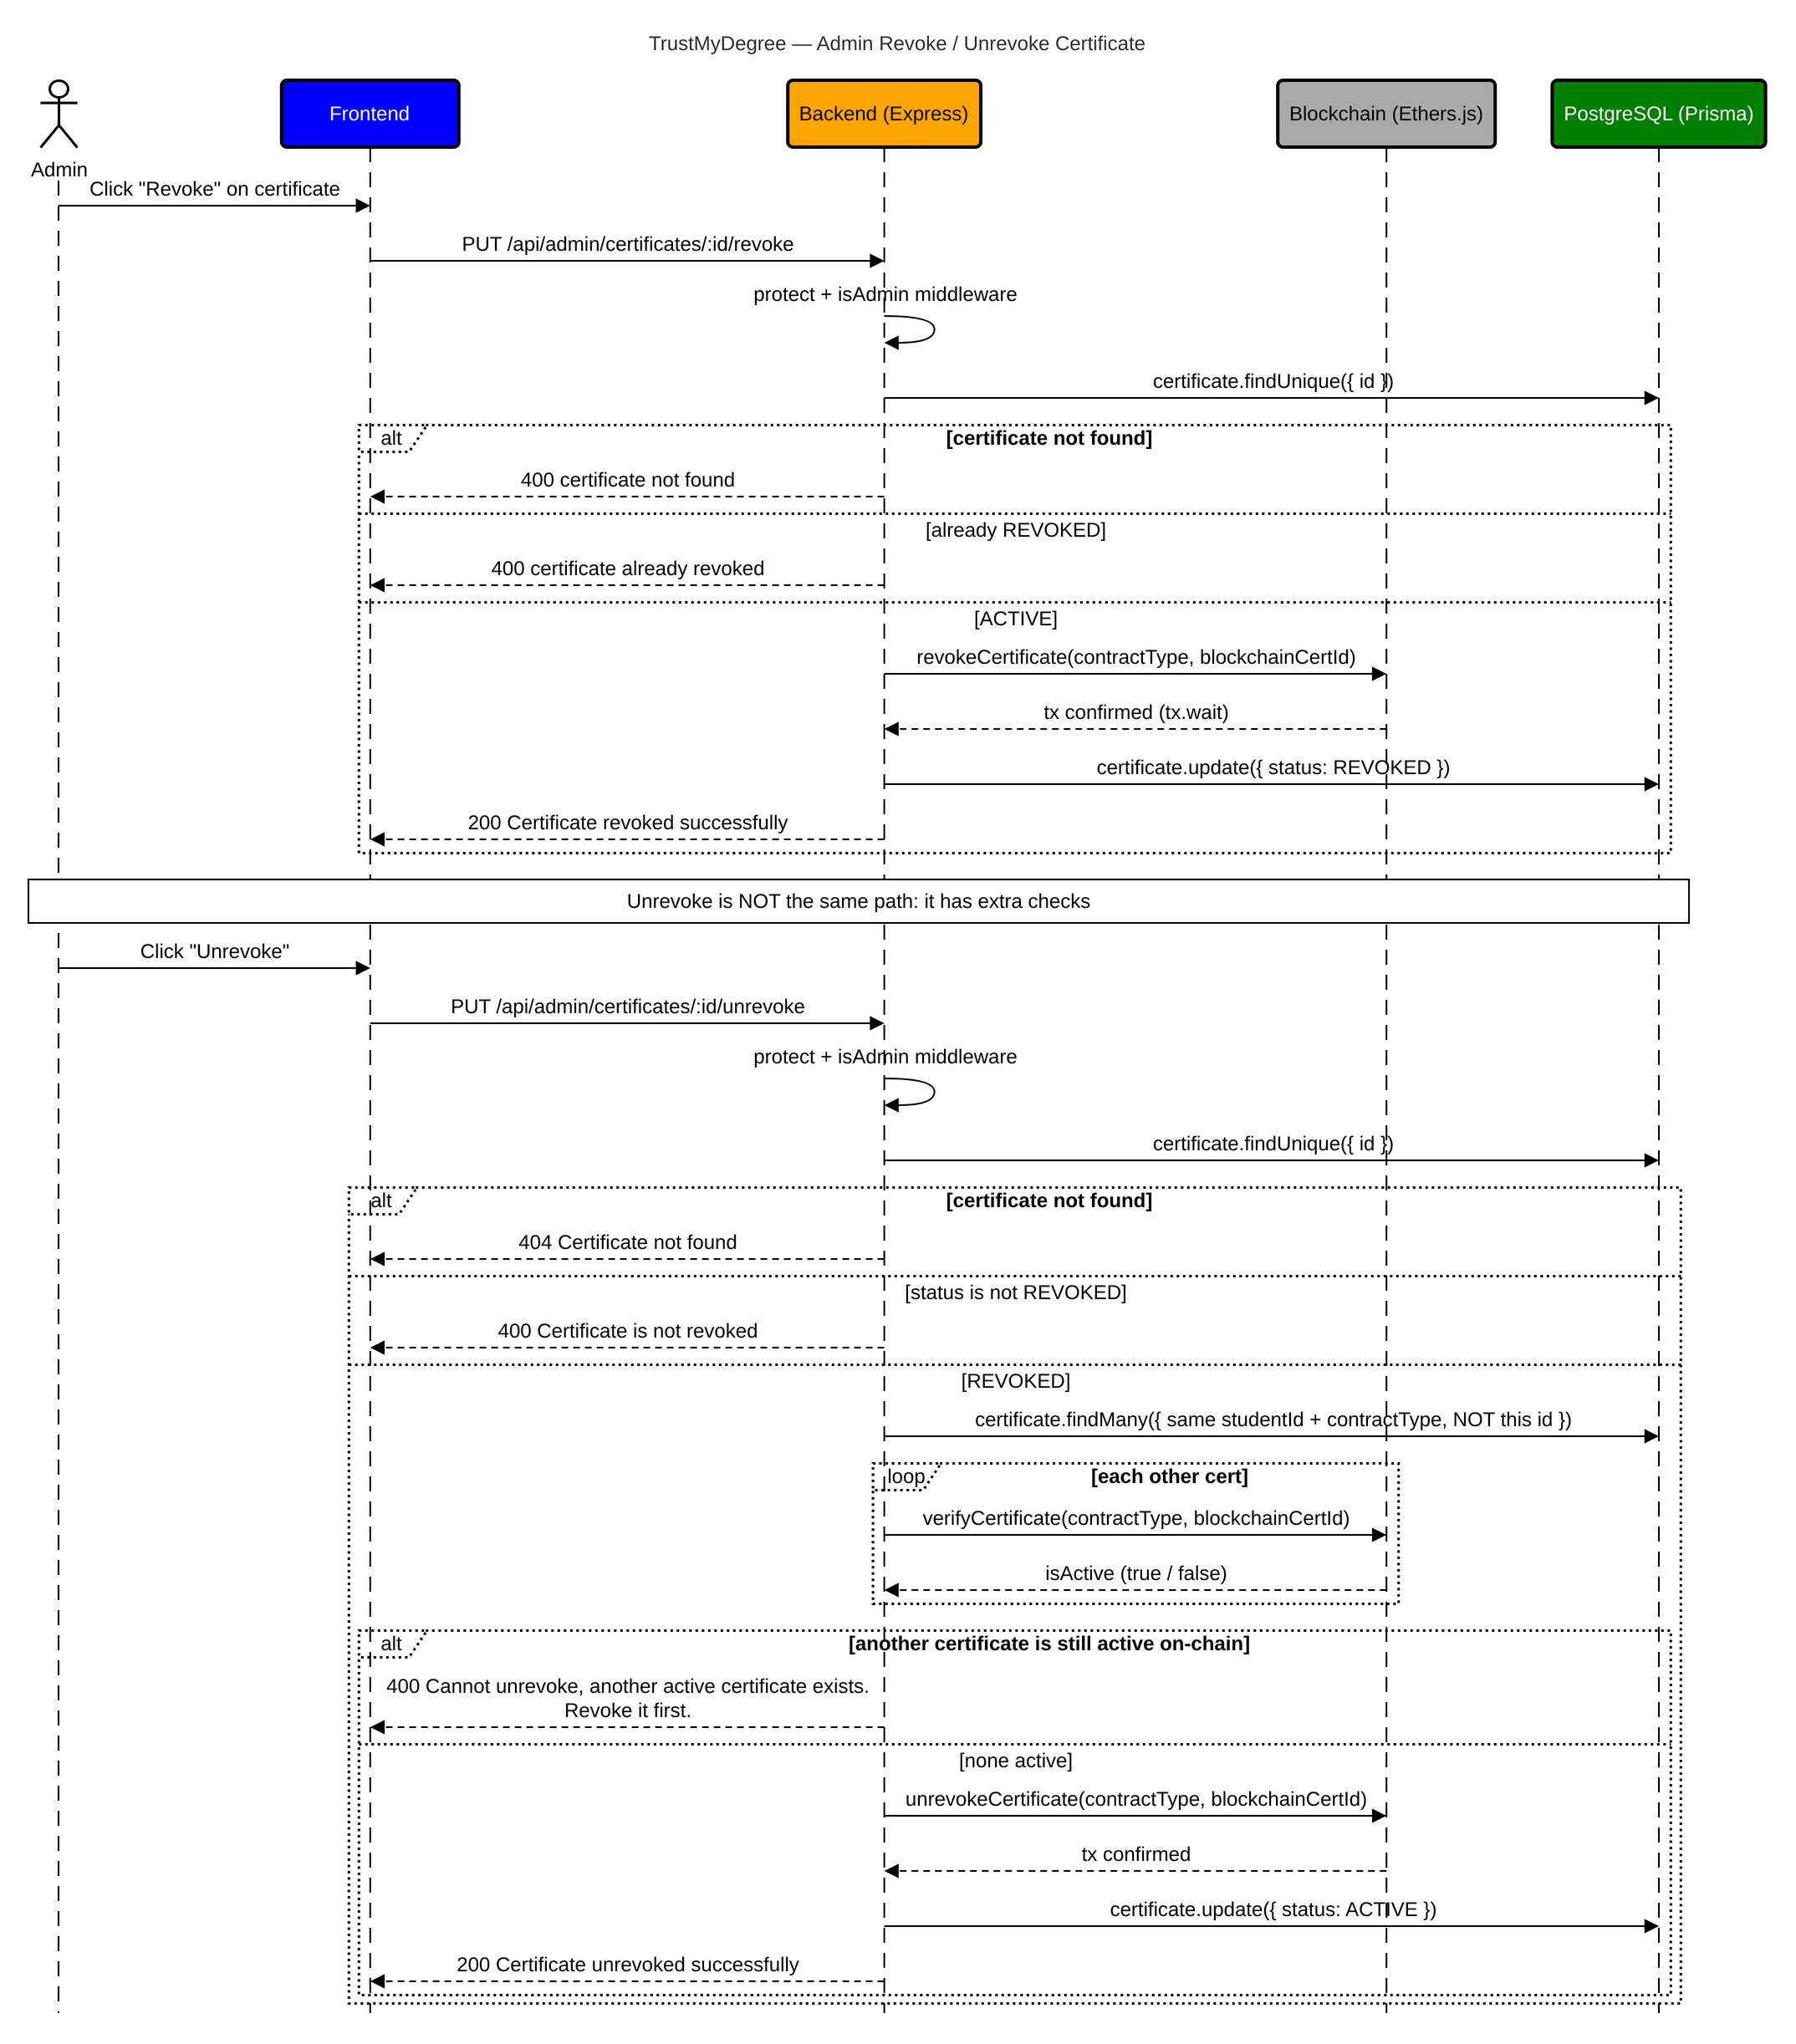 TrustMyDegree — Admin Revoke / Unrevoke Certificate
Admin
Frontend
Backend (Express)
Blockchain (Ethers.js)
PostgreSQL (Prisma)
Click "Revoke" on certificate
PUT /api/admin/certificates/:id/revoke
protect + isAdmin middleware
certificate.findUnique({ id })
alt
[certificate not found]
400 certificate not found
[already REVOKED]
400 certificate already revoked
[ACTIVE]
revokeCertificate(contractType, blockchainCertId)
tx confirmed (tx.wait)
certificate.update({ status: REVOKED })
200 Certificate revoked successfully
Unrevoke is NOT the same path: it has extra checks
Click "Unrevoke"
PUT /api/admin/certificates/:id/unrevoke
protect + isAdmin middleware
certificate.findUnique({ id })
alt
[certificate not found]
404 Certificate not found
[status is not REVOKED]
400 Certificate is not revoked
[REVOKED]
certificate.findMany({ same studentId + contractType, NOT this id })
loop
[each other cert]
verifyCertificate(contractType, blockchainCertId)
isActive (true / false)
alt
[another certificate is still active on-chain]
400 Cannot unrevoke, another active certificate exists.
Revoke it first.
[none active]
unrevokeCertificate(contractType, blockchainCertId)
tx confirmed
certificate.update({ status: ACTIVE })
200 Certificate unrevoked successfully